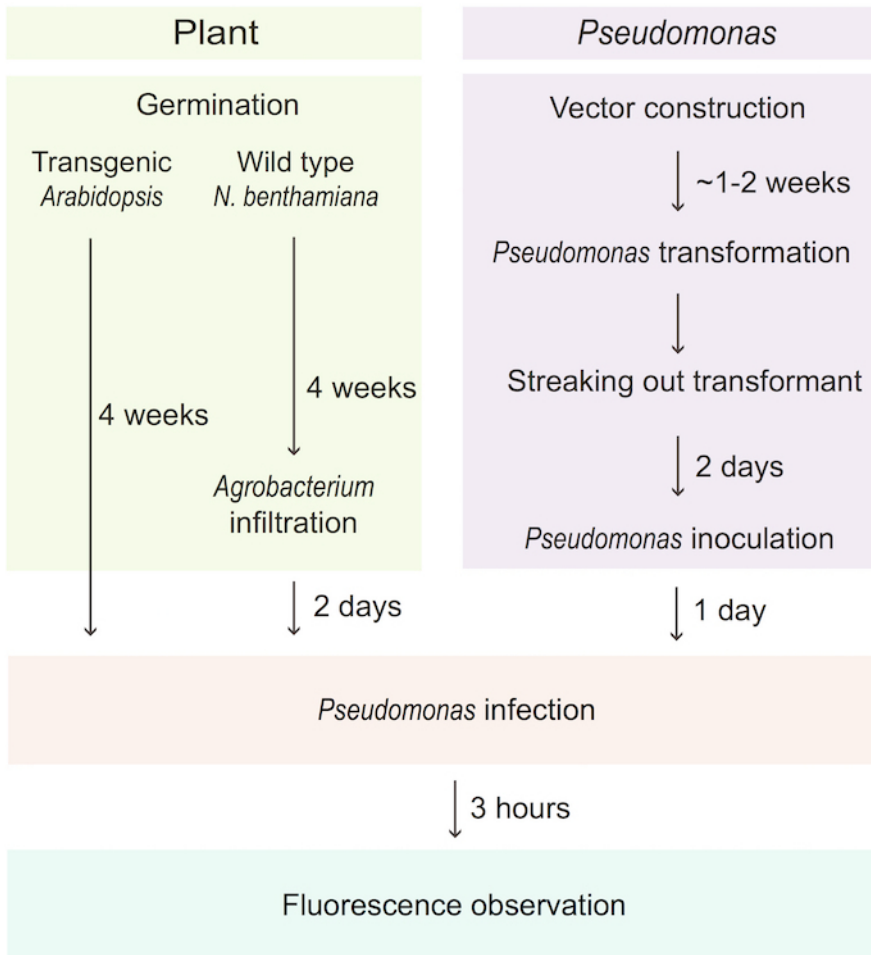 Plant
Germination
Transgenic
Arabidopsis
Wild type
N. benthamiana
4 weeks
4 weeks
Agrobacterium
infiltration
2 days
Pseudomonas
Vector construction
~1-2 weeks
Pseudomonas transformation
Streaking out transformant
2 days
Pseudomonas inoculation
1 day
Pseudomonas infection
3 hours
Fluorescence observation